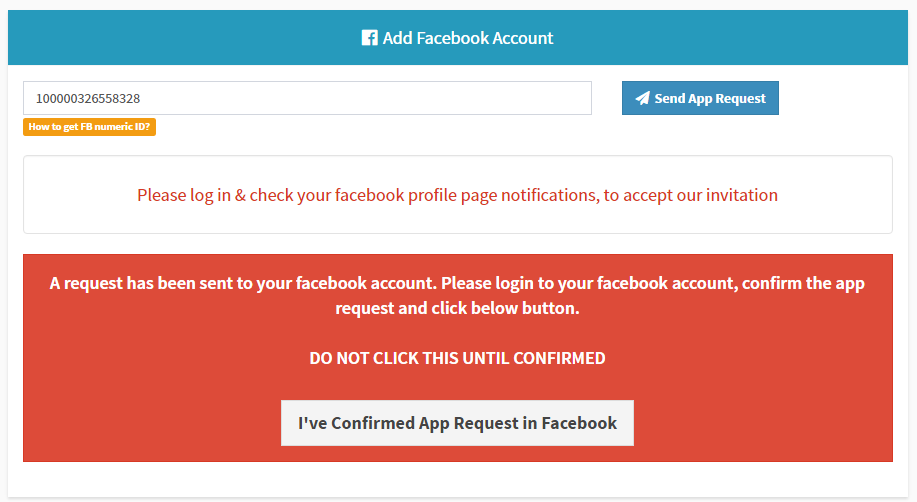 Add Facebook Account
100000326558328
Send App Request
How to get FB numeric ID?
Please log in & check your facebook profile page notifications, to accept our invitation
A request has been sent to your facebook account. Please login to your facebook account, confirm the app
request and click below button.
DO NOT CLICK THIS UNTIL CONFIRMED
I've Confirmed App Request in Facebook